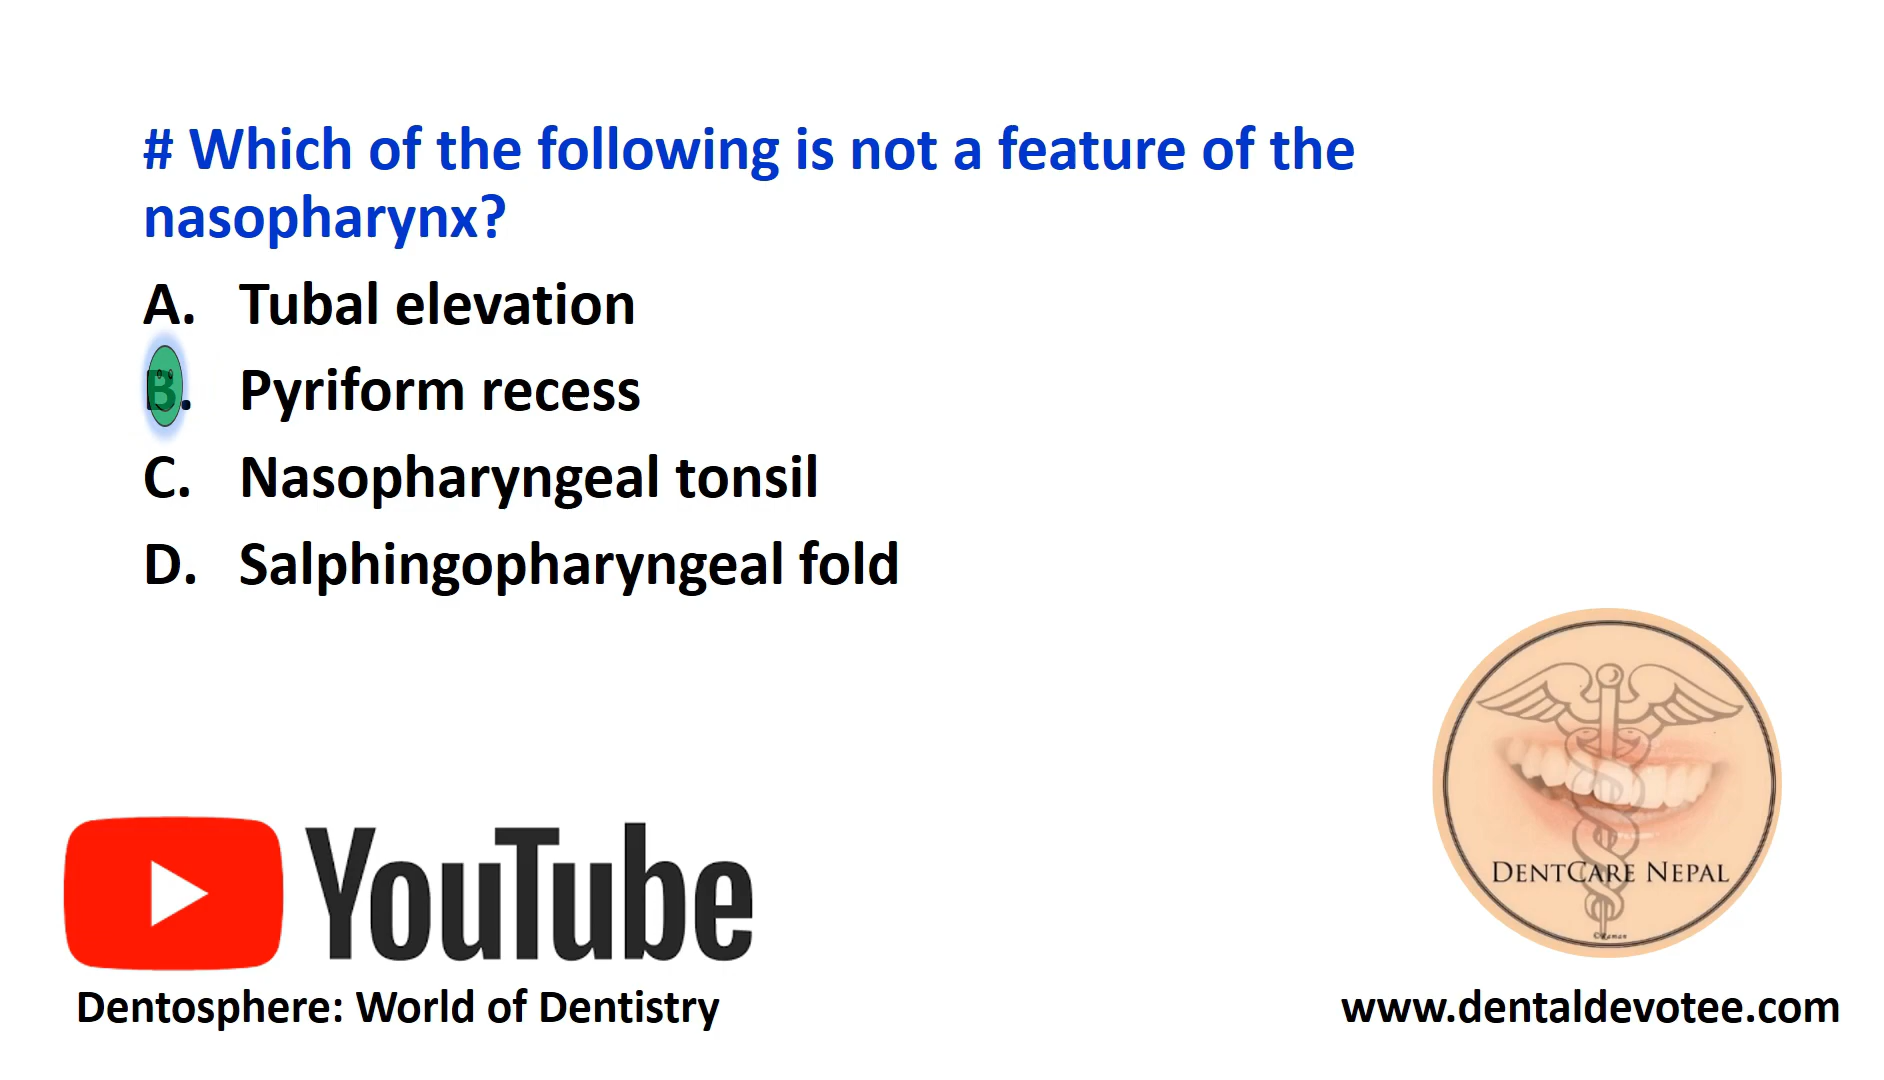 # Which of the following is not a feature of the
nasopharynx?
A. Tubal elevation
B. Pyriform recess
C. Nasopharyngeal tonsil
D. Salphingopharyngeal fold
DENTCARE NEPAL
YouTube
Dentosphere: World of Dentistry
www.dentaldevotee.com